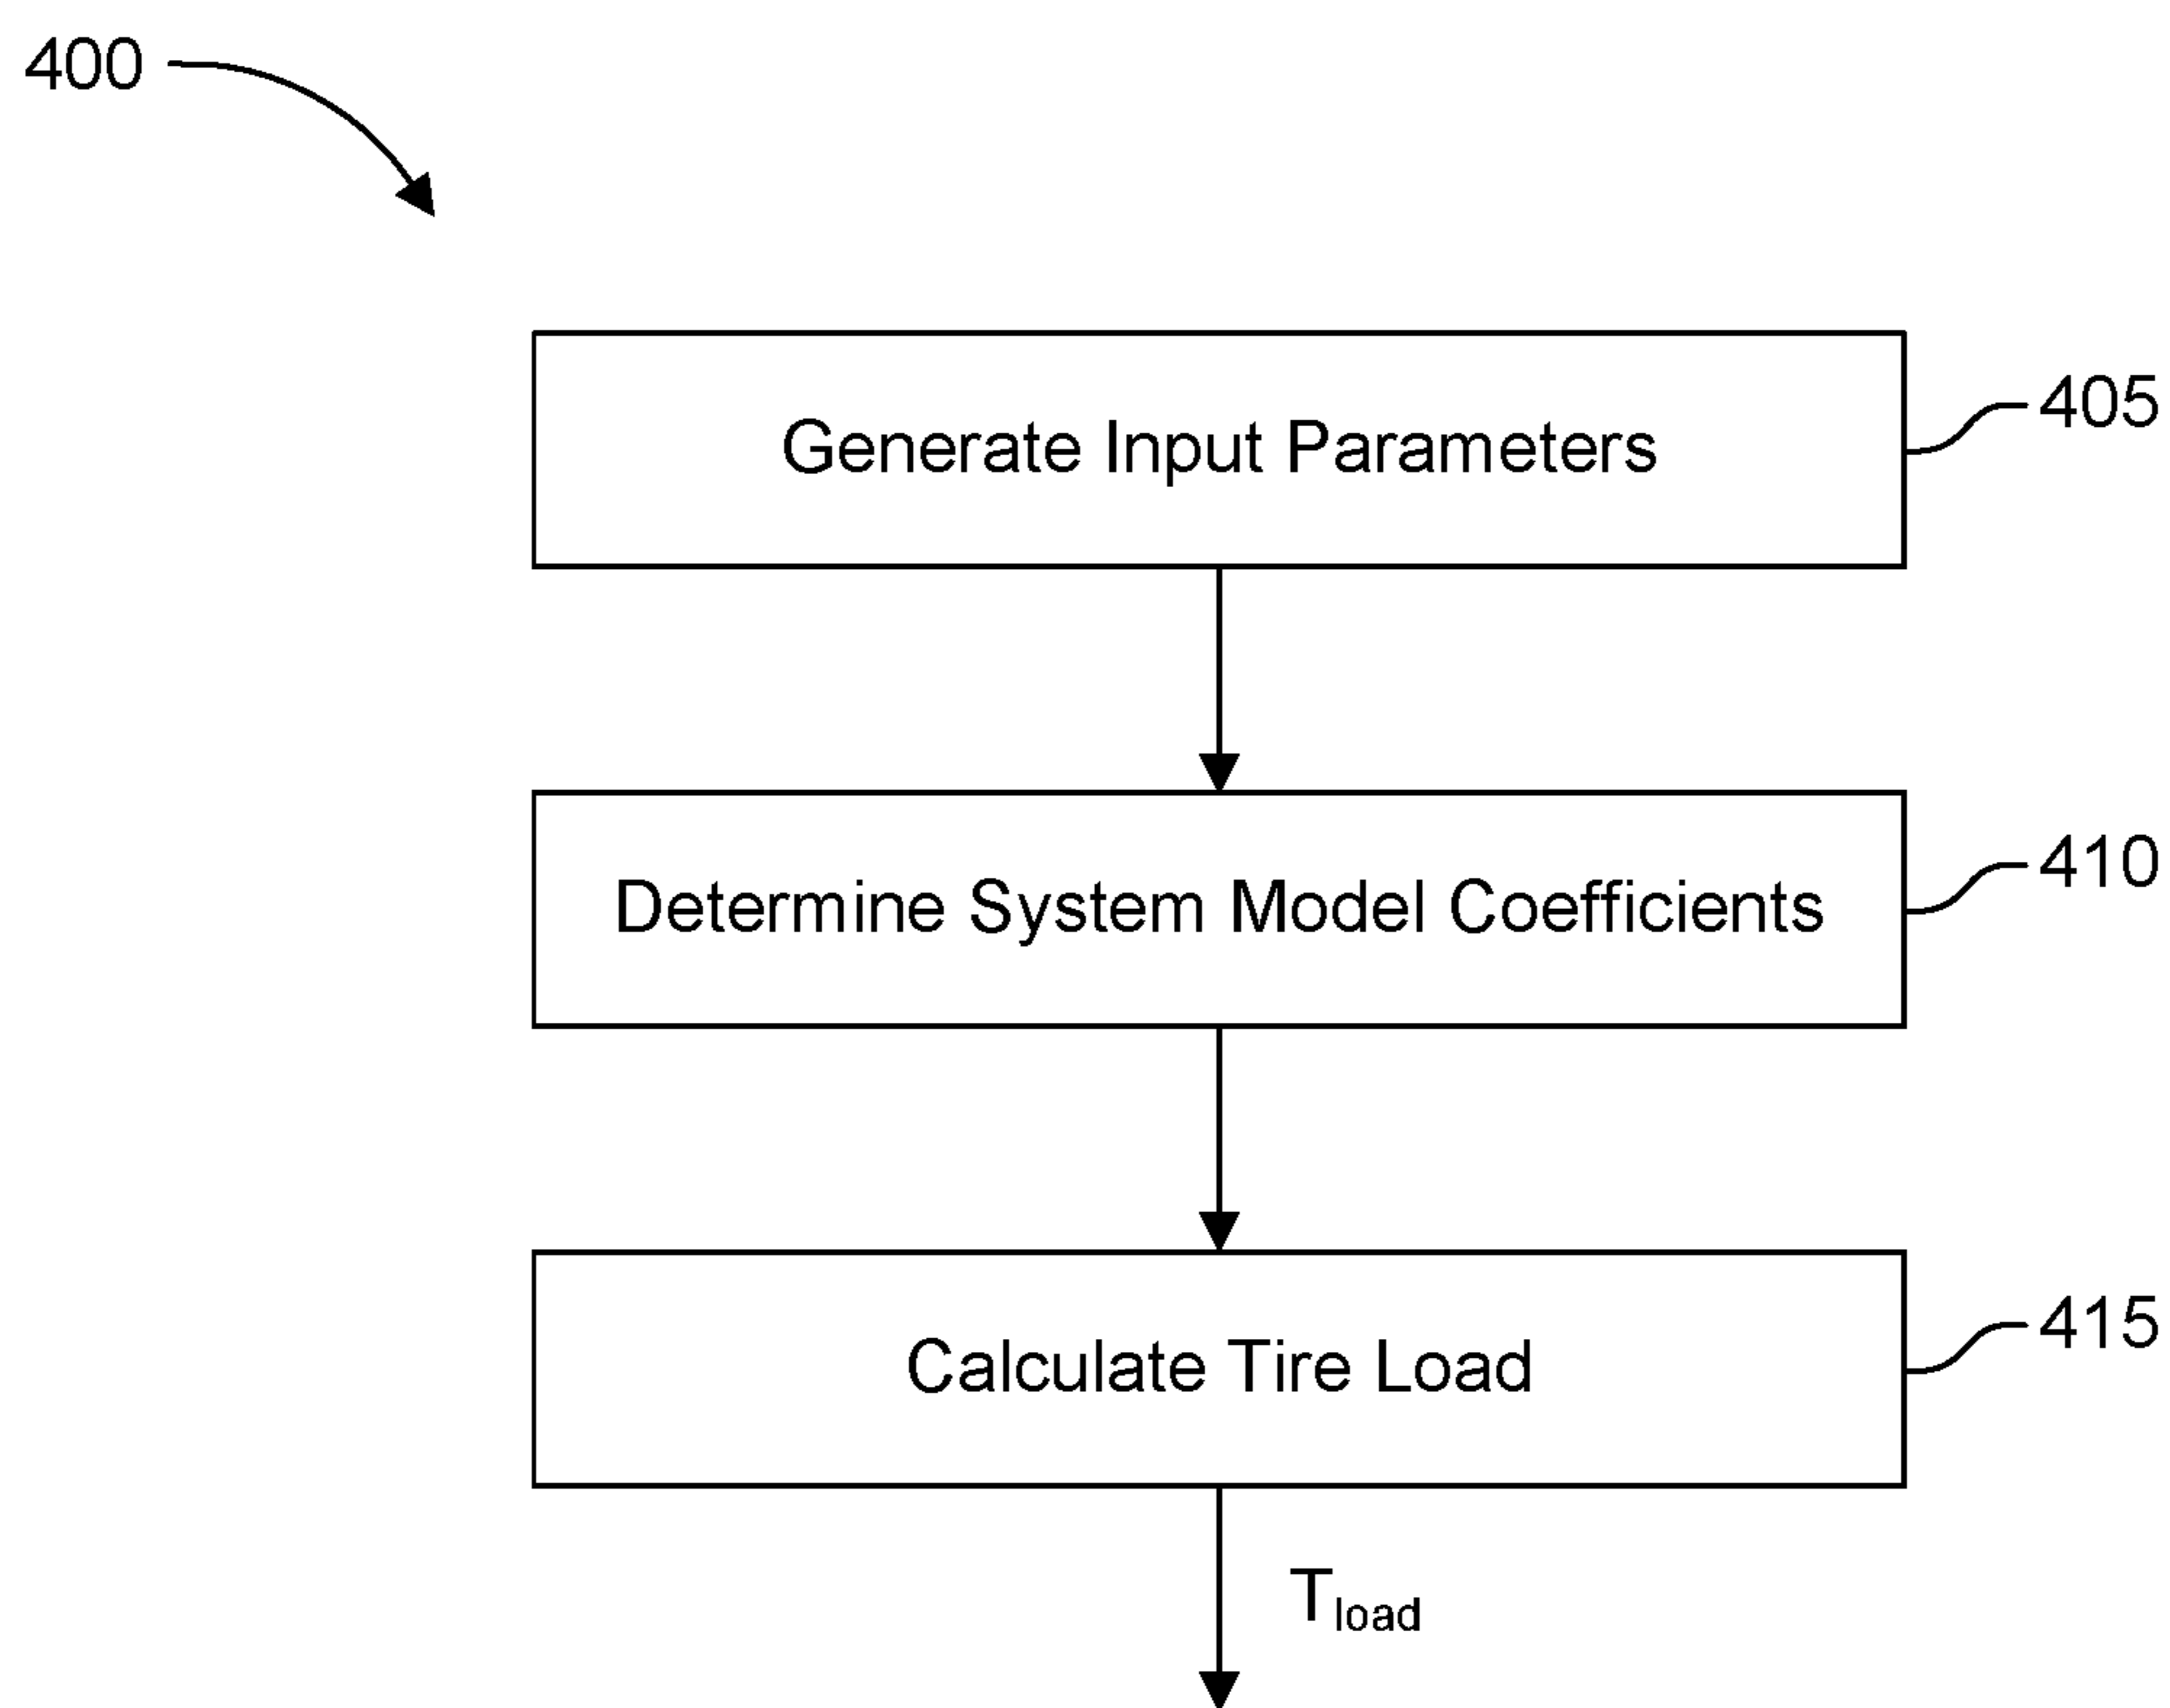 400
Generate Input Parameters
405
Determine System Model Coefficients
410
Calculate Tire Load
415
Tload